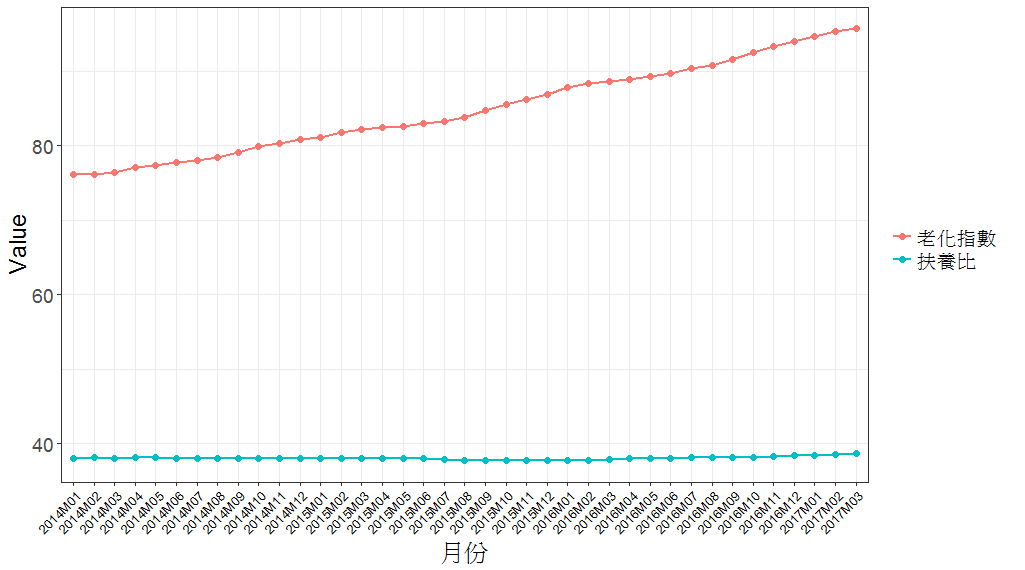 Value
80
60
40
2014M01
2014M02
2014M03
2014M04
2014M05
2014M06
2014M07
2014M08
2014M09
2014M10
2014M11
2014M12
2015M01
2015M02
2015M03
2015M04
2015M05
2015M06
2015M07
2015M08
2015M09
2015M10
2015M11
2015M12
2016M01
2016M02
2016M03
2016M04
2016M05
2016M06
2016M07
2016M08
2016M09
2016M10
2016M11
2016M12
2017M01
2017M02
2017M03
月份
老化指數
扶養比